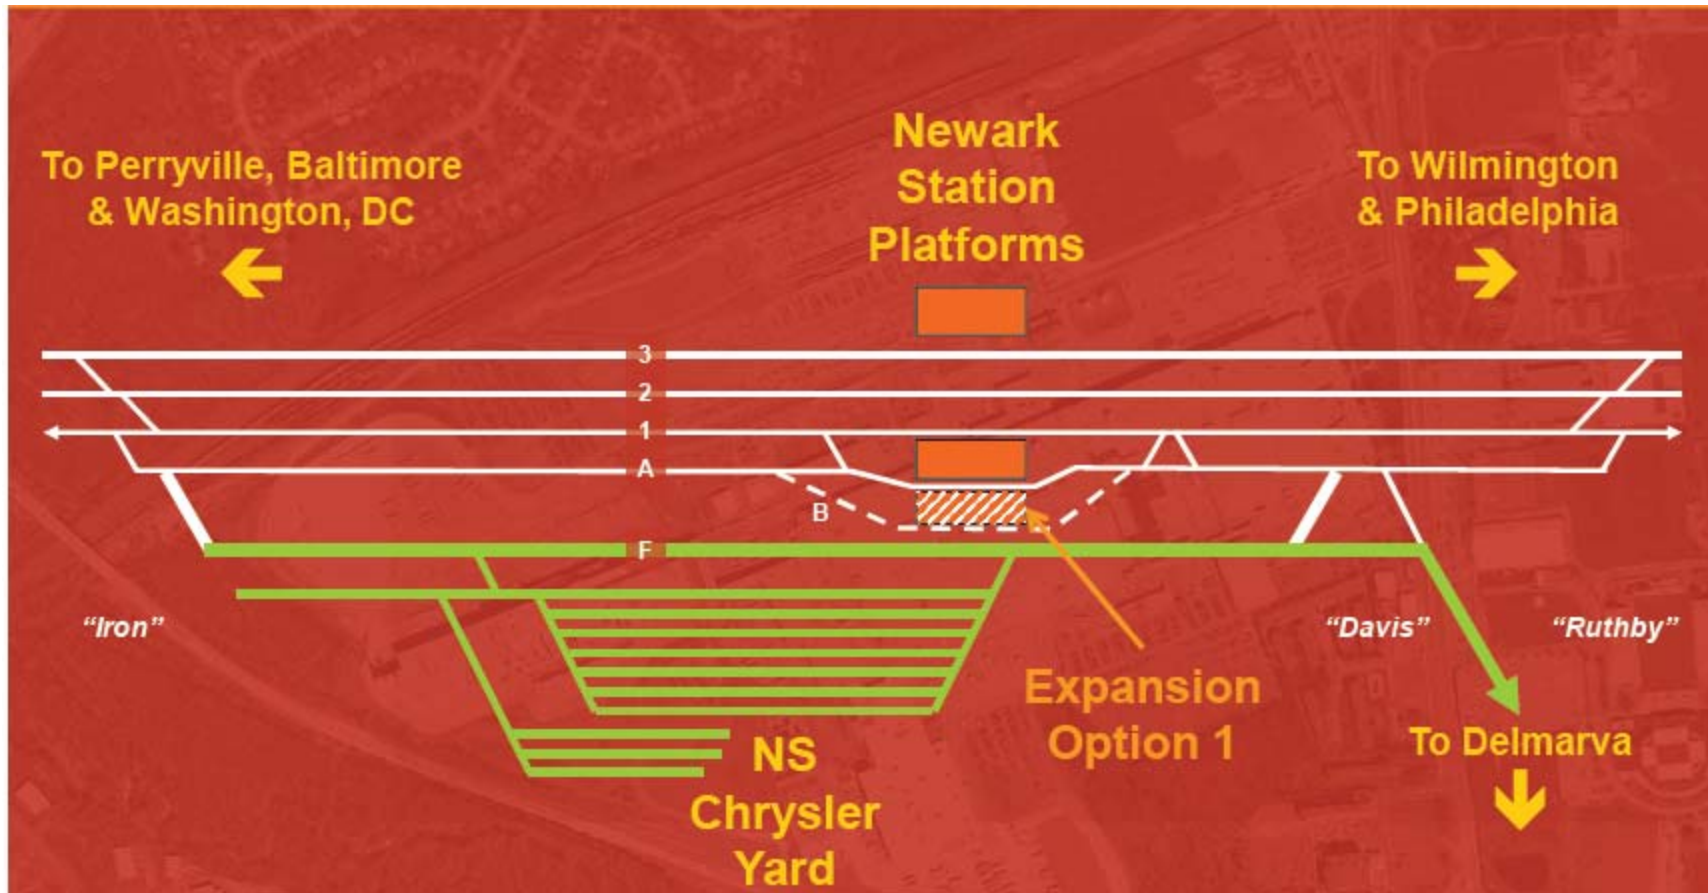 Newark
Station
Platforms
To Perryville, Baltimore
& Washington, DC
To Wilmington
& Philadelphia
3
2
1
A
B
F
“Iron”
“Davis”
“Ruthby”
Expansion
Option 1
To Delmarva
NS
Chrysler
Yard